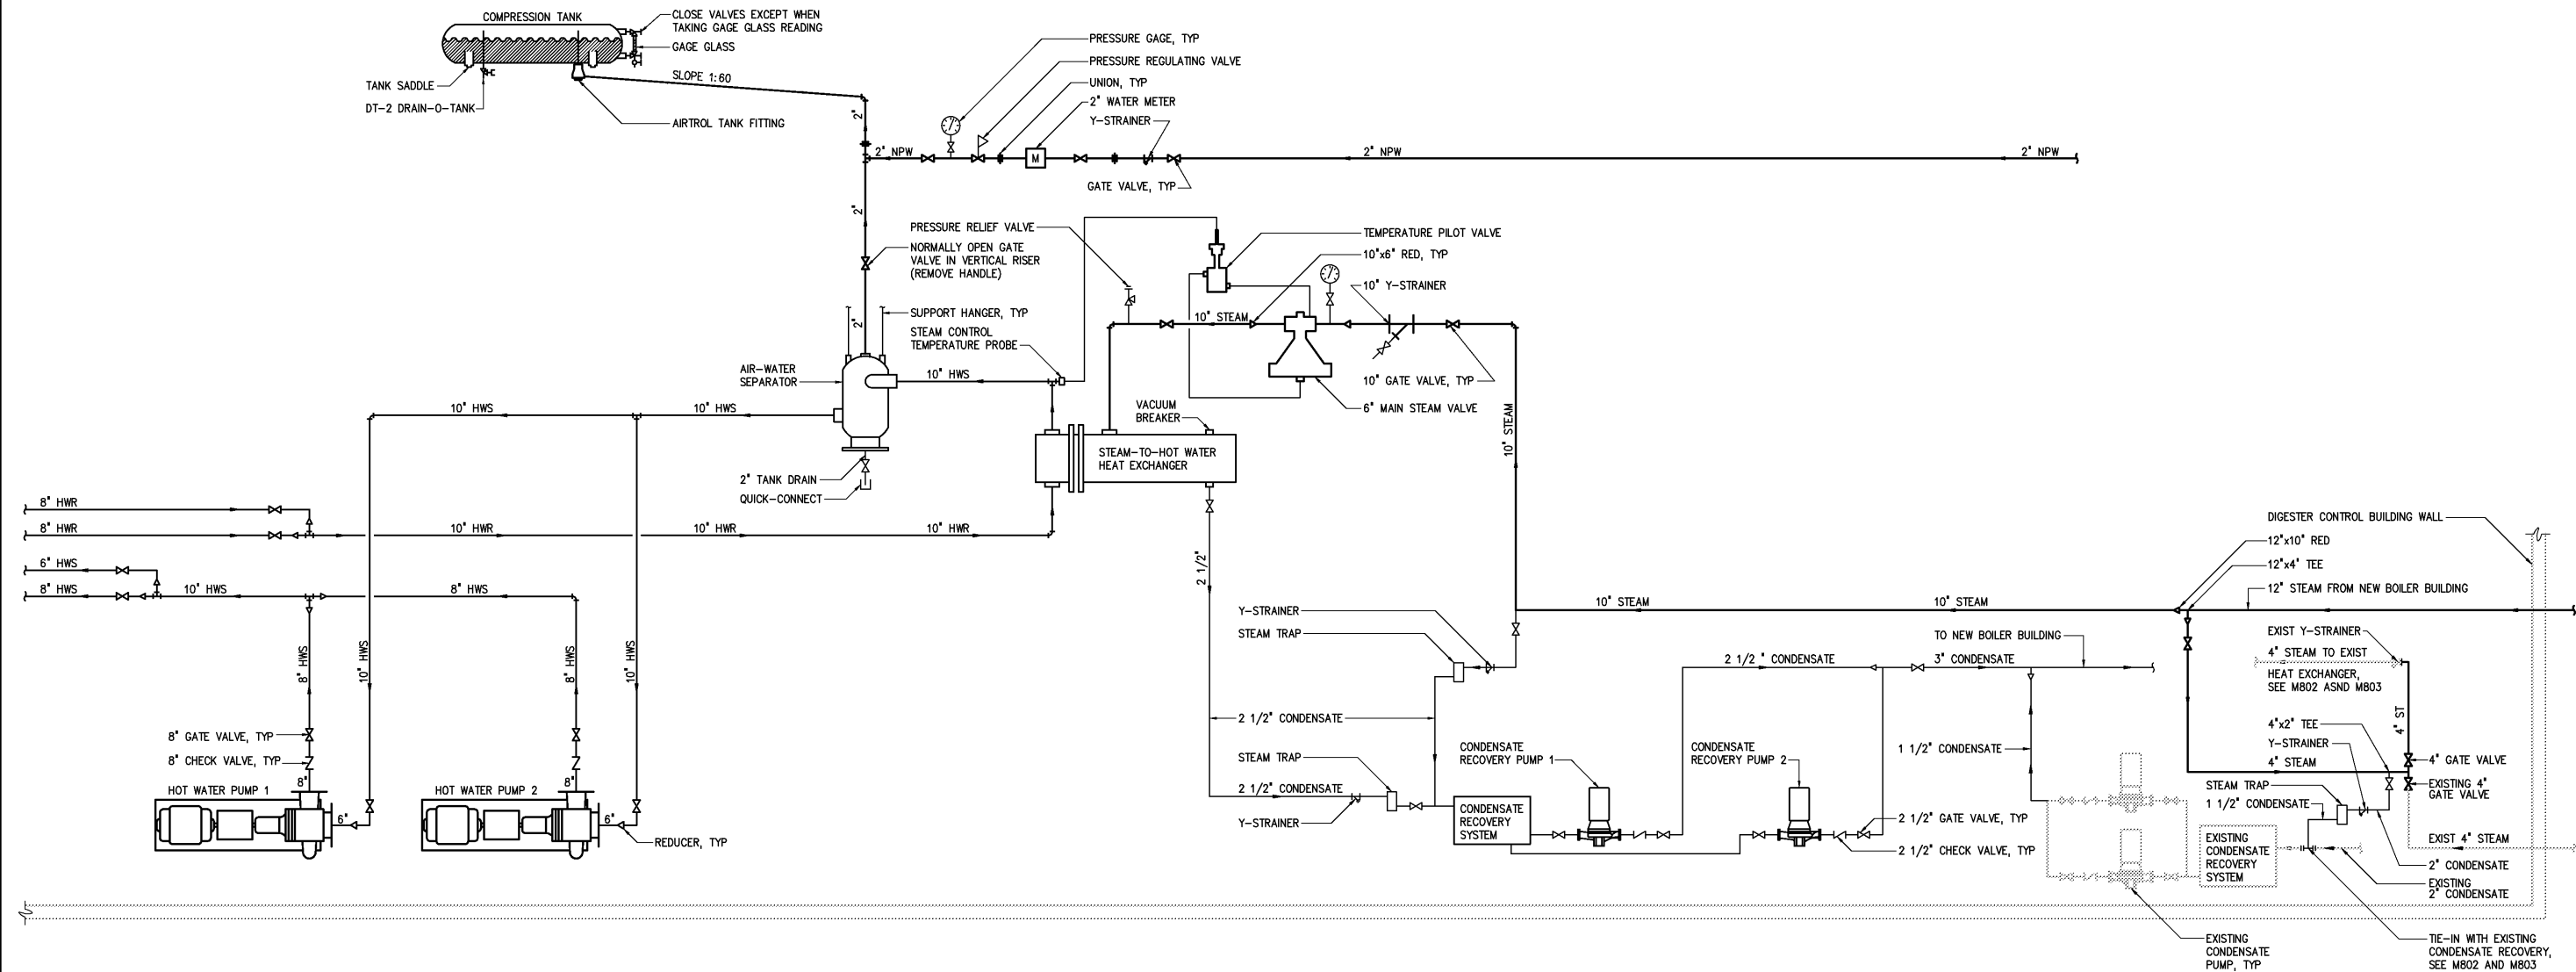 COMPRESSION TANK
CLOSE VALVES EXCEPT WHEN
TAKING GAGE GLASS READING
GAGE GLASS
SLOPE 1:60
TANK SADDLE
DT-2 DRAIN-O-TANK
AIRTROL TANK FITTING
PRESSURE GAGE, TYP
PRESSURE REGULATING VALVE
UNION, TYP
2" WATER METER
Y-STRAINER
2"
2" NPW
M
2" NPW
2" NPW
GATE VALVE, TYP
2"
PRESSURE RELIEF VALVE
NORMALLY OPEN GATE
VALVE IN VERTICAL RISER
(REMOVE HANDLE)
TEMPERATURE PILOT VALVE
10"x6" RED, TYP
10" Y-STRAINER
2"
SUPPORT HANGER, TYP
STEAM CONTROL
TEMPERATURE PROBE
10" STEAM
AIR-WATER
SEPARATOR
10" HWS
10" GATE VALVE, TYP
6" MAIN STEAM VALVE
10" HWS
10" HWS
VACUUM
BREAKER
10" STEAM
STEAM-TO-HOT WATER
HEAT EXCHANGER
2" TANK DRAIN
QUICK-CONNECT
8" HWR
8" HWR
10" HWR
10" HWR
10" HWR
6" HWS
8" HWS
10" HWS
8" HWS
2 1/2"
DIGESTER CONTROL BUILDING WALL
12"x10" RED
12"x4" TEE
12" STEAM FROM NEW BOILER BUILDING
10" STEAM
10" STEAM
Y-STRAINER
STEAM TRAP
8" HWS
10" HWS
8" HWS
10" HWS
TO NEW BOILER BUILDING
2 1/2 " CONDENSATE
3" CONDENSATE
EXIST Y-STRAINER
4" STEAM TO EXIST
HEAT EXCHANGER,
SEE M802 ASND M803
4" ST
2 1/2" CONDENSATE
4"x2" TEE
Y-STRAINER
8" GATE VALVE, TYP
8" CHECK VALVE, TYP
STEAM TRAP
CONDENSATE
RECOVERY PUMP 1
CONDENSATE
RECOVERY PUMP 2
1 1/2" CONDENSATE
4" STEAM
4" GATE VALVE
EXISTING 4"
GATE VALVE
STEAM TRAP
1 1/2" CONDENSATE
8"
8"
HOT WATER PUMP 1
HOT WATER PUMP 2
2 1/2" CONDENSATE
Y-STRAINER
6"
6"
REDUCER, TYP
CONDENSATE
RECOVERY
SYSTEM
2 1/2" GATE VALVE, TYP
2 1/2" CHECK VALVE, TYP
EXISTING
CONDENSATE
RECOVERY
SYSTEM
EXIST 4" STEAM
2" CONDENSATE
EXISTING
2" CONDENSATE
EXISTING
CONDENSATE
PUMP, TYP
TIE-IN WITH EXISTING
CONDENSATE RECOVERY,
SEE M802 AND M803